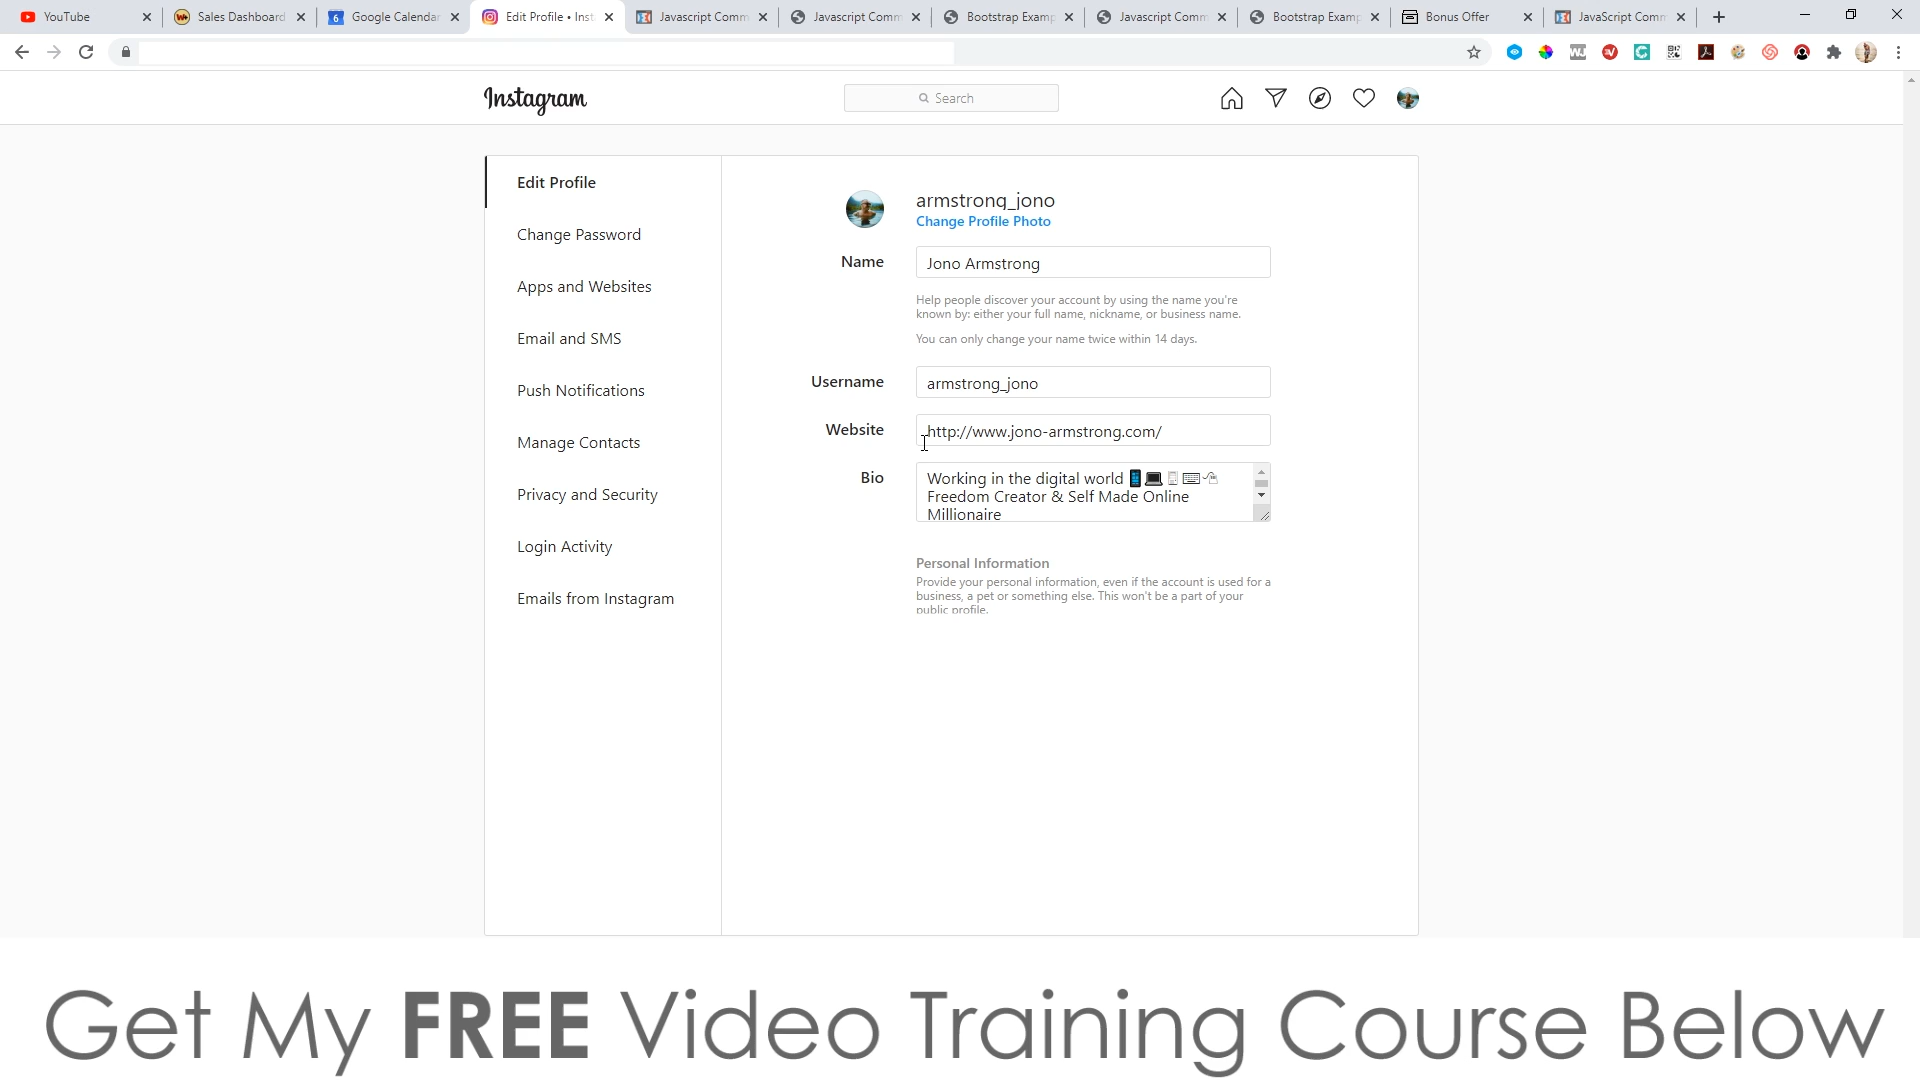 YouTube
Sales Dashboard
Google Calendar
Edit Profile • Inst
Javascript Comm
Javascript Comm
Bootstrap Examp
Javascript Comm
Bootstrap Examp
Bonus Offer
JavaScript Comm
Instagram
Search
Edit Profile
Change Password
Apps and Websites
Email and SMS
Push Notifications
Manage Contacts
Privacy and Security
Login Activity
Emails from Instagram
armstrong_jono
Change Profile Photo
Name
Jono Armstrong
Help people discover your account by using the name you're
known by: either your full name, nickname, or business name.
You can only change your name twice within 14 days.
Username
armstrong_jono
Website
http://www.jono-armstrong.com/
Bio
Working in the digital world
Freedom Creator & Self Made Online
Millionaire
Personal Information
Provide your personal information, even if the account is used for a
business, a pet or something else. This won't be a part of your
public profile.
Get My FREE Video Training Course Below